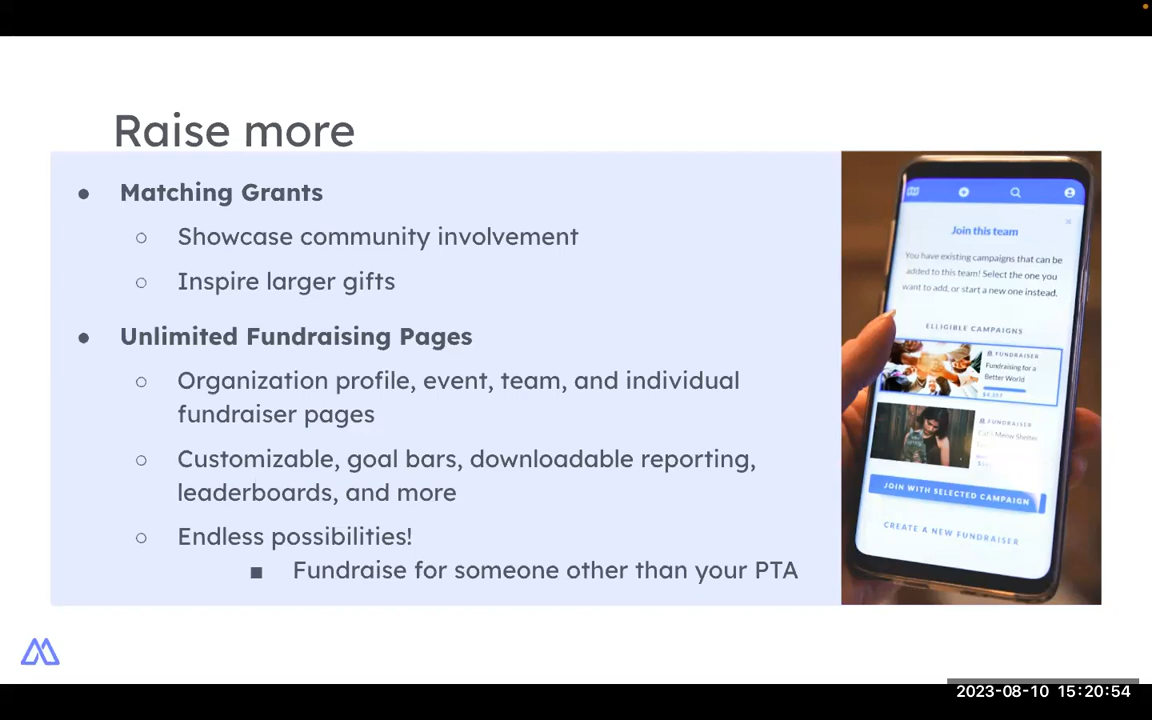 Raise more
● Matching Grants
○ Showcase community involvement
○ Inspire larger gifts
● Unlimited Fundraising Pages
○ Organization profile, event, team, and individual
fundraiser pages
○ Customizable, goal bars, downloadable reporting,
leaderboards, and more
○ Endless possibilities!
■ Fundraise for someone other than your PTA
Join this team
You have existing campaigns that can be
added to this team! Select the one you
want to add, or start a new one instead.
ELLIGIBLE CAMPAIGNS
FUNDRAISER
Fundraising for a
Better World
FUNDRAISER
Cat's Meow Shelter
JOIN WITH SELECTED CAMPAIGN
CREATE A NEW FUNDRAISER
2023-08-10 15:20:54